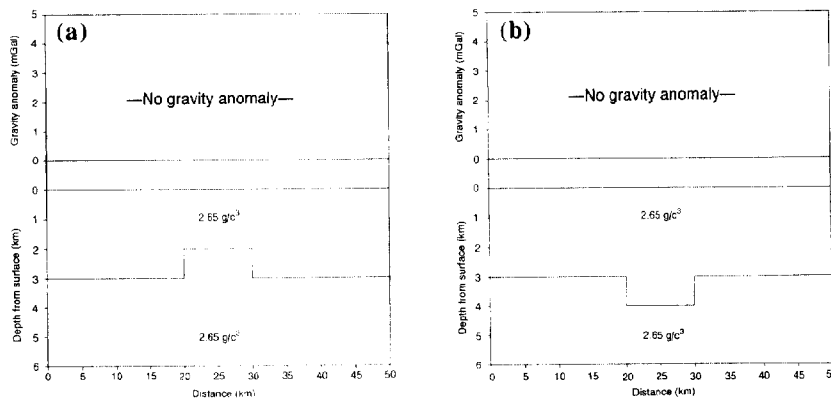 (a)
Gravity anomaly (mGal)
5
4
3
2
1
0
—No gravity anomaly—
Depth from surface (km)
0
1
2
3
4
5
6
2.65 g/c³
2.65 g/c³
0 5 10 15 20 25 30 35 40 45 50
Distance (km)
(b)
Gravity anomaly (mGal)
5
4
3
2
1
0
—No gravity anomaly—
Depth from surface (km)
0
1
2
3
4
5
6
2.65 g/c³
2.65 g/c³
0 5 10 15 20 25 30 35 40 45 50
Distance (km)